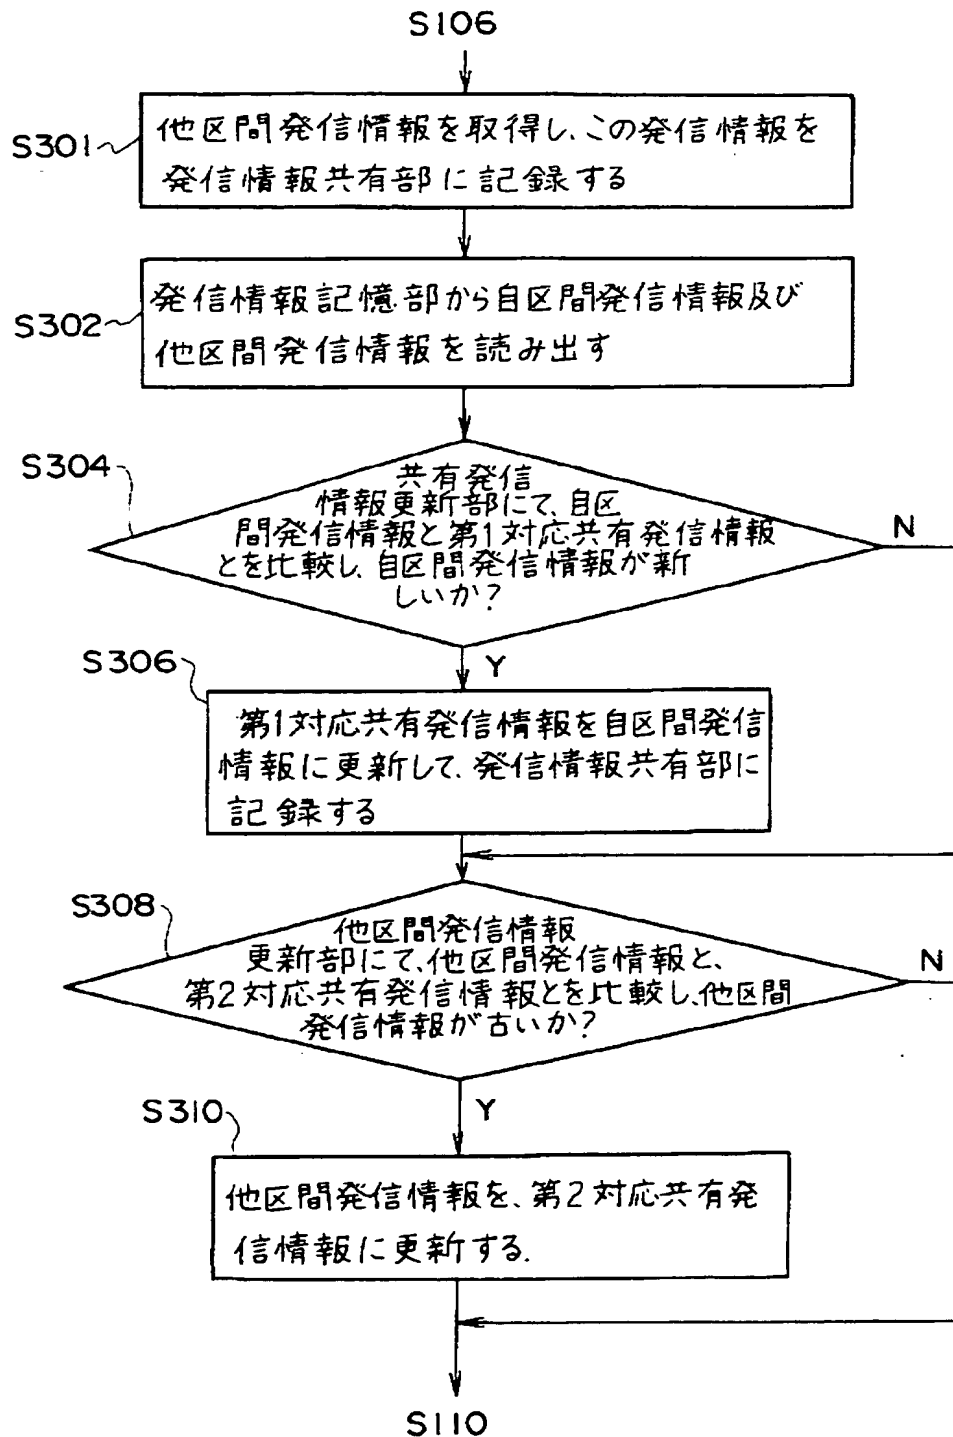 S106
S301
他区間発信情報を取得し、この発信情報を
発信情報共有部に記録する
S302
発信情報記憶部から自区間発信情報及び
他区間発信情報を読み出す
S304
共有発信
情報更新部にて、自区
間発信情報と第1対応共有発信情報
とを比較し、自区間発信情報が新
しいか?
N
Y
S306
第1対応共有発信情報を自区間発信
情報に更新して、発信情報共有部に
記録する
S308
他区間発信情報
更新部にて、他区間発信情報と、
第2対応共有発信情報とを比較し、他区間
発信情報が古いか?
N
Y
S310
他区間発信情報を、第2対応共有発
信情報に更新する.
S110